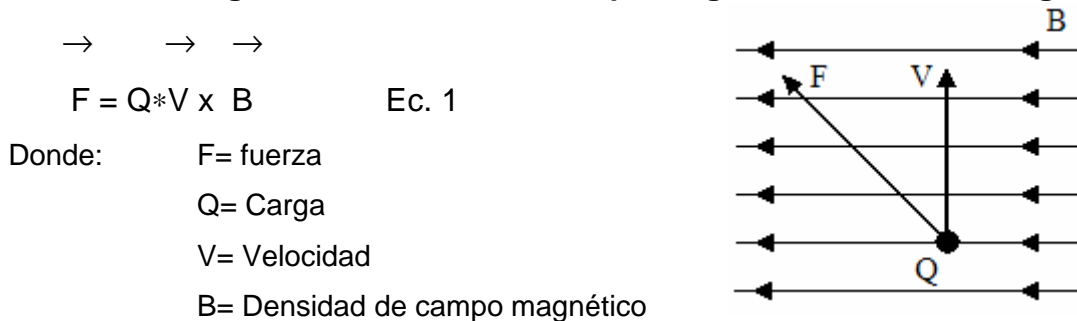 → → →
F = Q∗V x B Ec. 1
Donde: F= fuerza
Q= Carga
V= Velocidad
B= Densidad de campo magnético
B
F V
Q